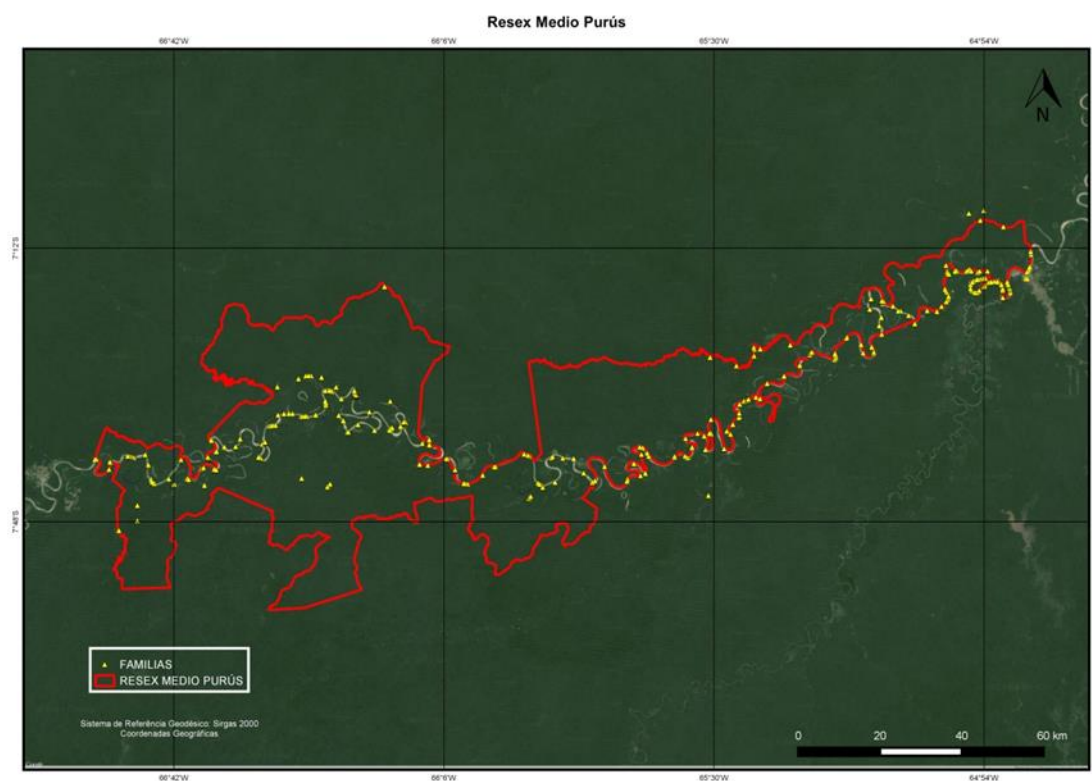 Resex Medio Purús
66°42'W 66°6'W 65°30'W 64°54'W
N
7°12'S
7°48'S
FAMILIAS
RESEX MEDIO PURÚS
Sistema de Referência Geodésico: Sirgas 2000
Coordenadas Geográficas
0 20 40 60 km
66°42'W 66°6'W 65°30'W 64°54'W